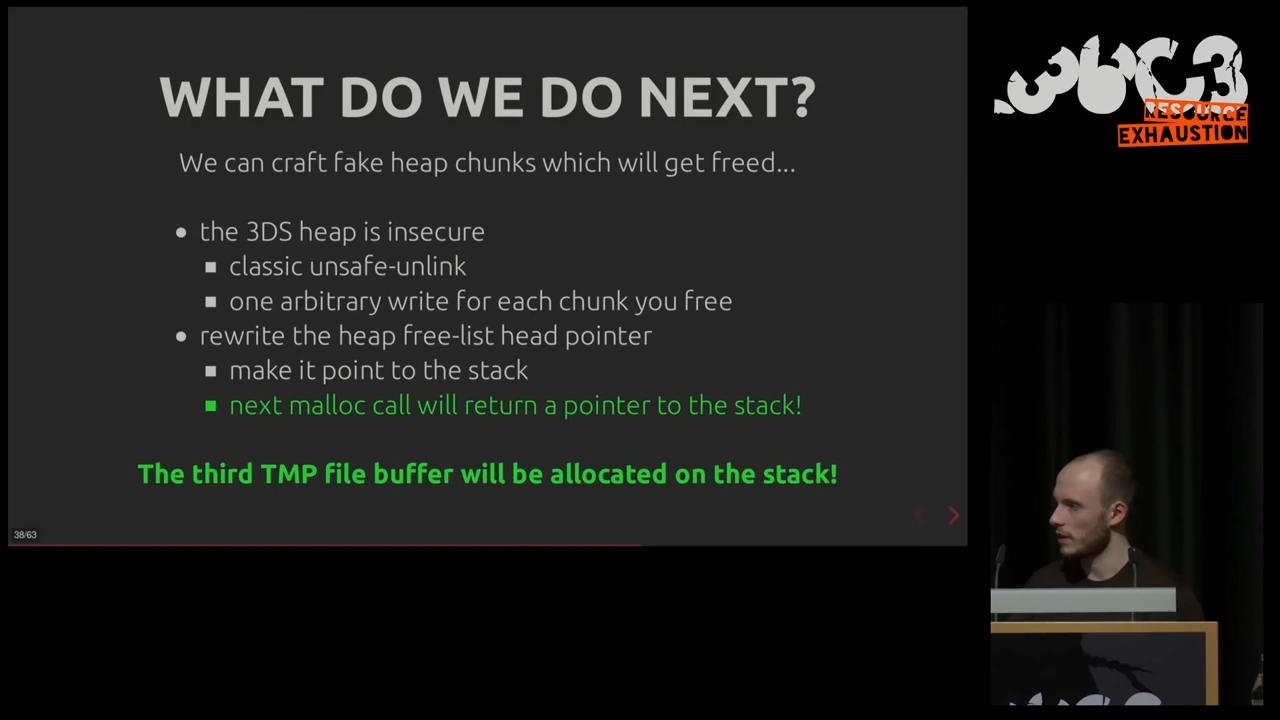 WHAT DO WE DO NEXT?
We can craft fake heap chunks which will get freed...
the 3DS heap is insecure
classic unsafe-unlink
one arbitrary write for each chunk you free
rewrite the heap free-list head pointer
make it point to the stack
next malloc call will return a pointer to the stack!
The third TMP file buffer will be allocated on the stack!
38/63
36C3
RESOURCE
EXHAUSTION